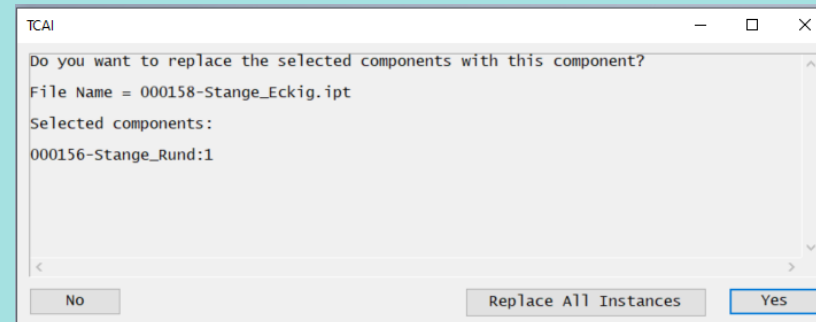 TCAI
Do you want to replace the selected components with this component?
File Name = 000158-Stange_Eckig.ipt
Selected components:
000156-Stange_Rund:1
No
Replace All Instances
Yes